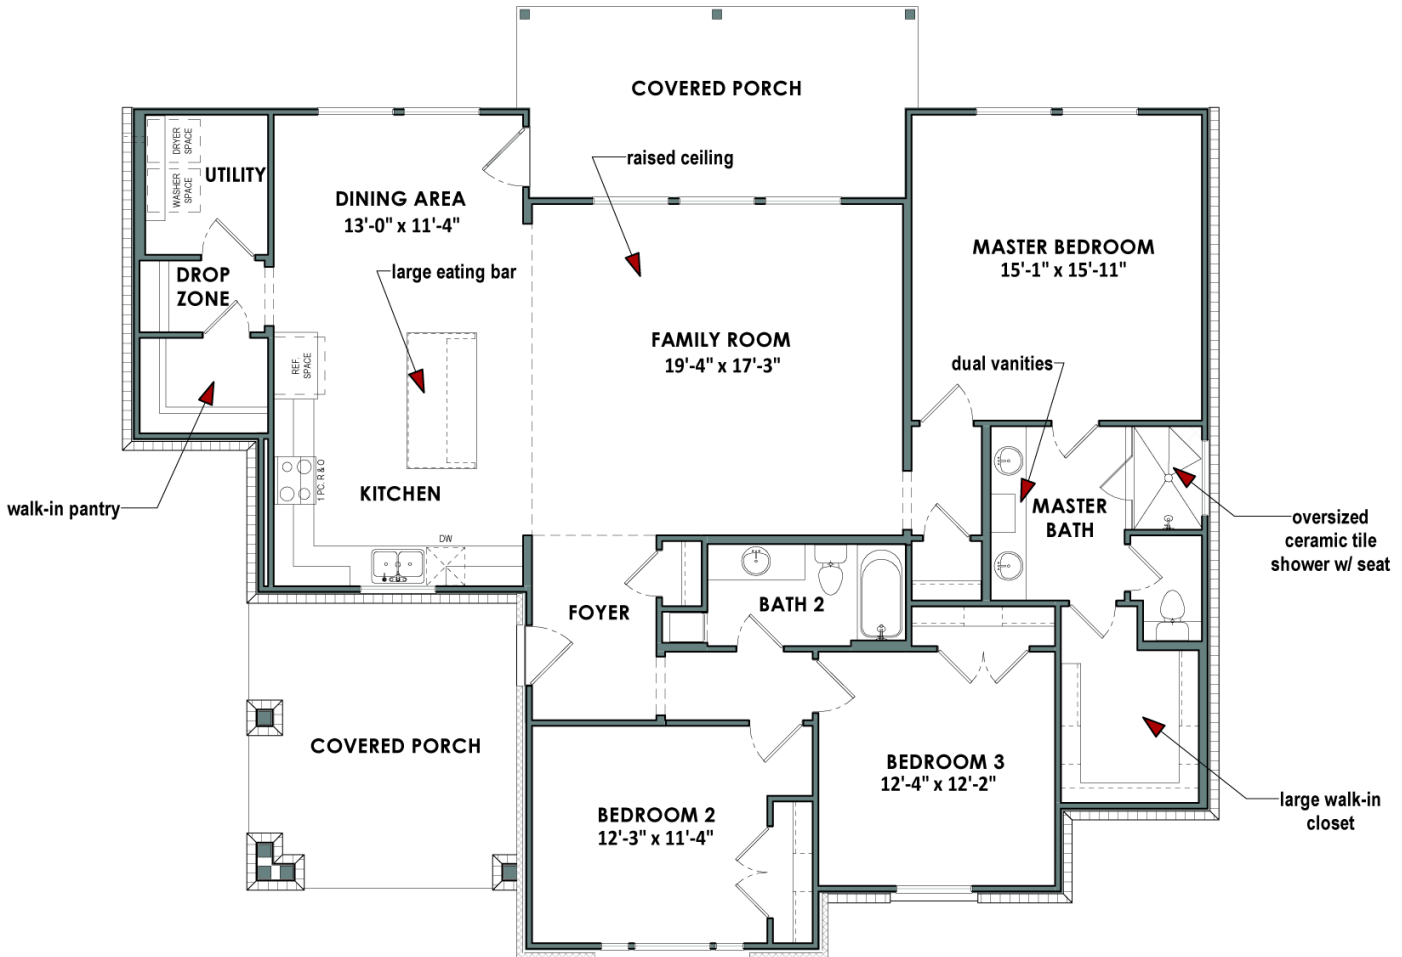 COVERED PORCH
raised ceiling
DRYER
SPACE
WASHER
SPACE
UTILITY
DINING AREA
13'-0" x 11'-4"
MASTER BEDROOM
15'-1" x 15'-11"
DROP
ZONE
large eating bar
FAMILY ROOM
19'-4" x 17'-3"
REF.
SPACE
dual vanities
1 PC. R & O
KITCHEN
walk-in pantry
MASTER
BATH
oversized
ceramic tile
shower w/ seat
DW
FOYER
BATH 2
COVERED PORCH
BEDROOM 3
12'-4" x 12'-2"
BEDROOM 2
12'-3" x 11'-4"
large walk-in
closet